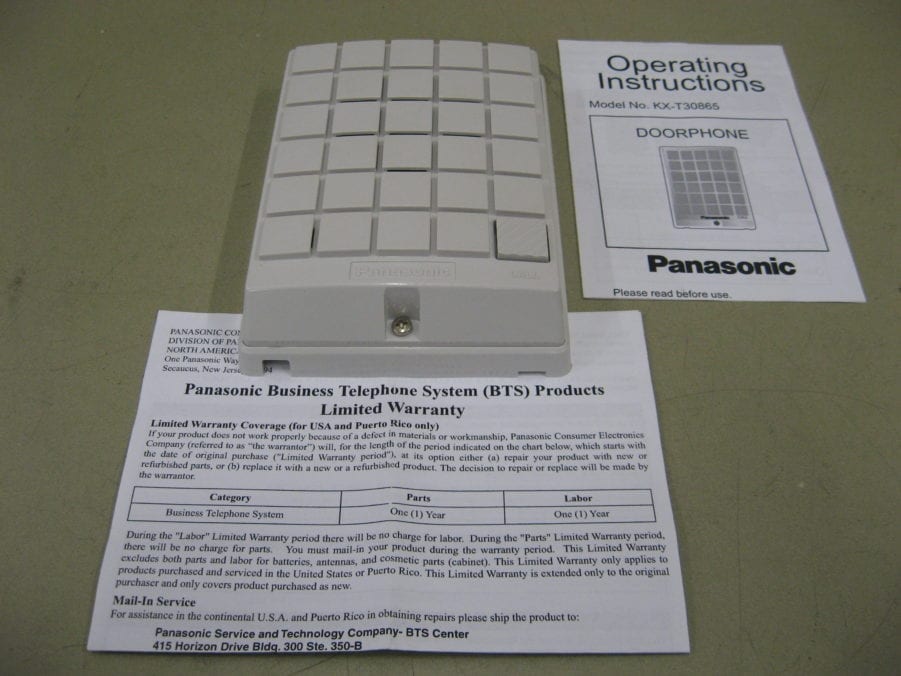 Panasonic
Operating
Instructions
Model No. KX-T30865
DOORPHONE
Panasonic
Panasonic
Please read before use.
PANASONIC
DIVISION OF
NORTH
One Panasonic Way
Secaucus, New
94
Panasonic Business Telephone System (BTS) Products
Limited Warranty
Limited Warranty Coverage (for USA and Puerto Rico only)
If your product does not work properly because of a defect in materials or workmanship, Panasonic Consumer Electronics
Company (referred to as "the warrantor") will, for the length of the period indicated on the chart below, which starts with
the date of original purchase ("Limited Warranty period"), at its option either (a) repair your product with new or
refurbished parts, or (b) replace it with a new or a refurbished product. The decision to repair or replace will be made by
the warrantor.
Category Parts Labor
Business Telephone System One (1) Year One (1) Year
During the "Labor" Limited Warranty period there will be no charge for labor. During the "Parts" Limited Warranty period,
there will be no charge for parts. You must mail-in your product during the warranty period. This Limited Warranty
excludes both parts and labor for batteries, antennas, and cosmetic parts (cabinet). This Limited Warranty only applies to
products purchased and serviced in the United States or Puerto Rico. This Limited Warranty is extended only to the original
purchaser and only covers product purchased as new.
Mail-In Service
For assistance in the continental U.S.A. and Puerto Rico in obtaining repairs please ship the product to:
Panasonic Service and Technology Company- BTS Center
415 Horizon Drive Bldg. 300 Ste. 350-B